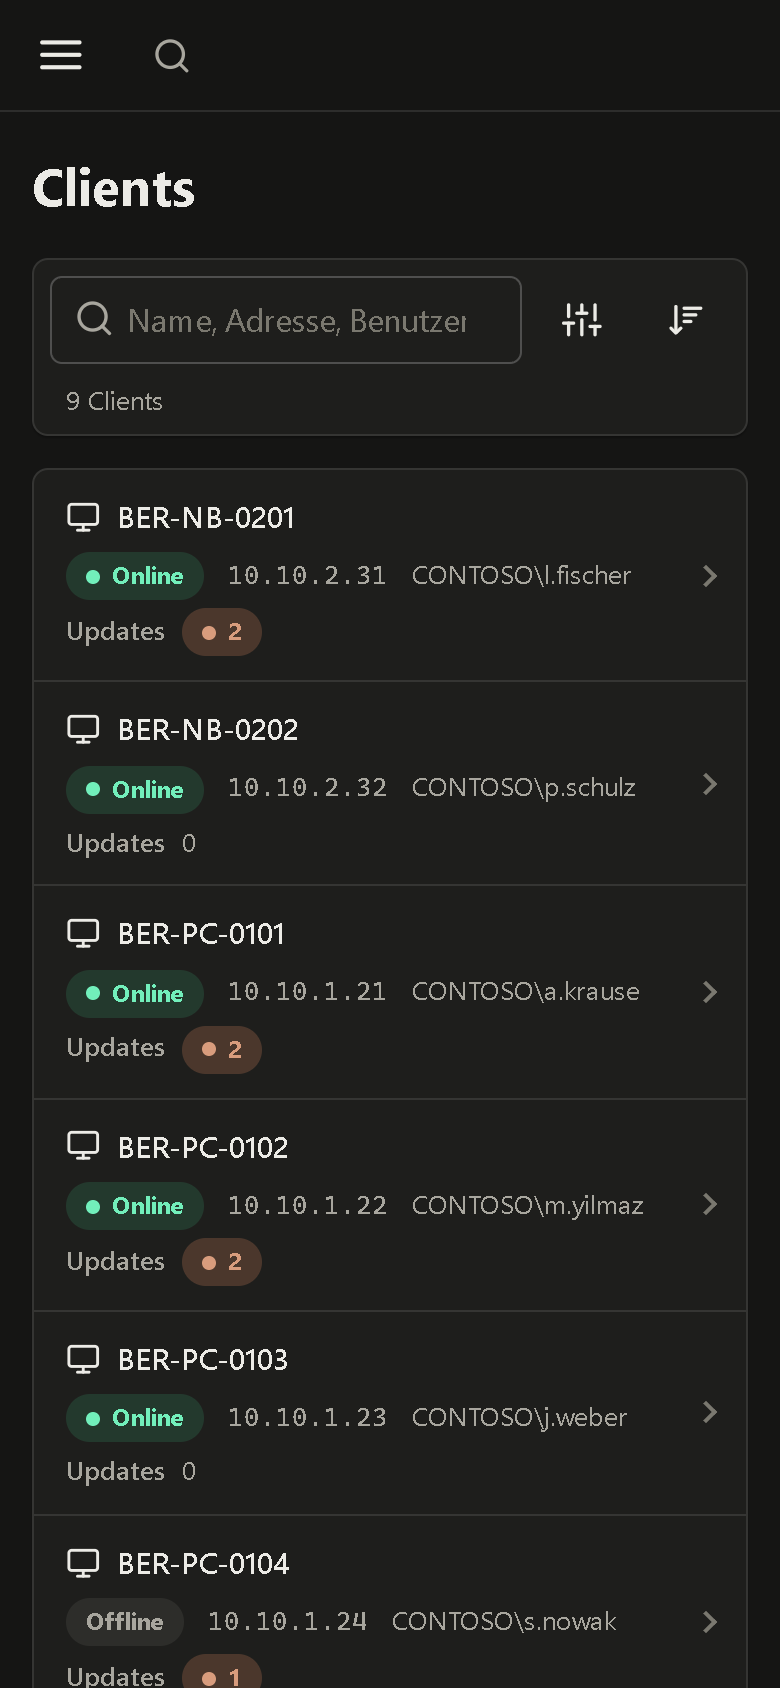 Clients
Name, Adresse, Benutzer
9 Clients
BER-NB-0201
Online 10.10.2.31 CONTOSO\l.fischer
Updates 2
BER-NB-0202
Online 10.10.2.32 CONTOSO\p.schulz
Updates 0
BER-PC-0101
Online 10.10.1.21 CONTOSO\a.krause
Updates 2
BER-PC-0102
Online 10.10.1.22 CONTOSO\m.yilmaz
Updates 2
BER-PC-0103
Online 10.10.1.23 CONTOSO\j.weber
Updates 0
BER-PC-0104
Offline 10.10.1.24 CONTOSO\s.nowak
Updates 1